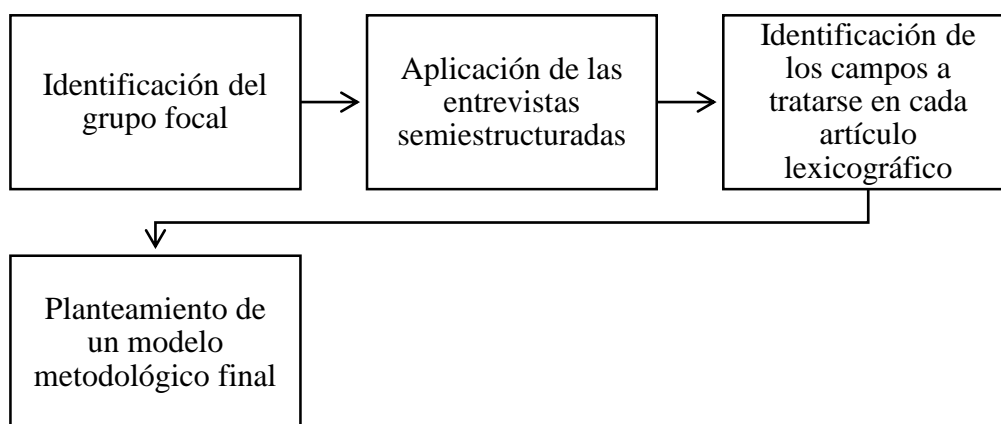 Identificación del
grupo focal
Aplicación de las
entrevistas
semiestructuradas
Identificación de
los campos a
tratarse en cada
artículo
lexicográfico
Planteamiento de
un modelo
metodológico final